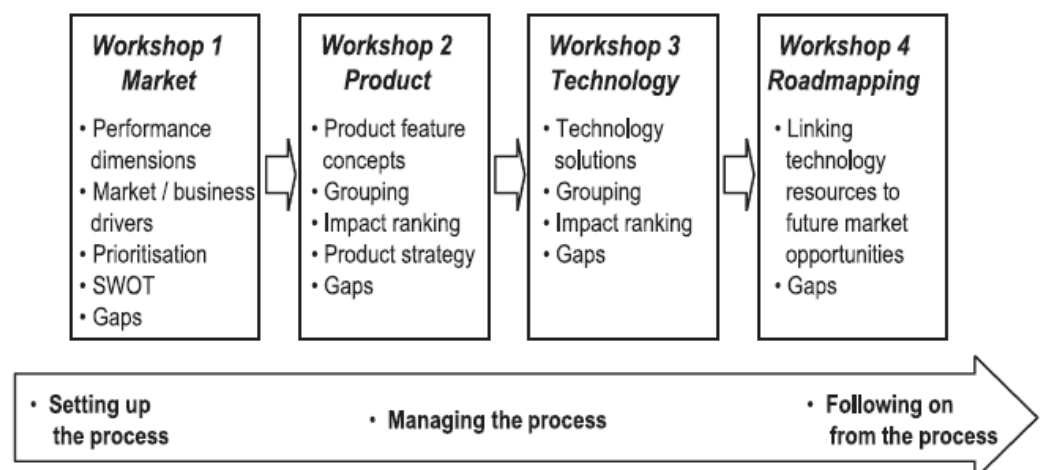 Workshop 1
Market
• Performance
dimensions
• Market / business
drivers
• Prioritisation
• SWOT
• Gaps
Workshop 2
Product
• Product feature
concepts
• Grouping
• Impact ranking
• Product strategy
• Gaps
Workshop 3
Technology
• Technology
solutions
• Grouping
• Impact ranking
• Gaps
Workshop 4
Roadmapping
• Linking
technology
resources to
future market
opportunities
• Gaps
• Setting up
the process
• Managing the process
• Following on
from the process